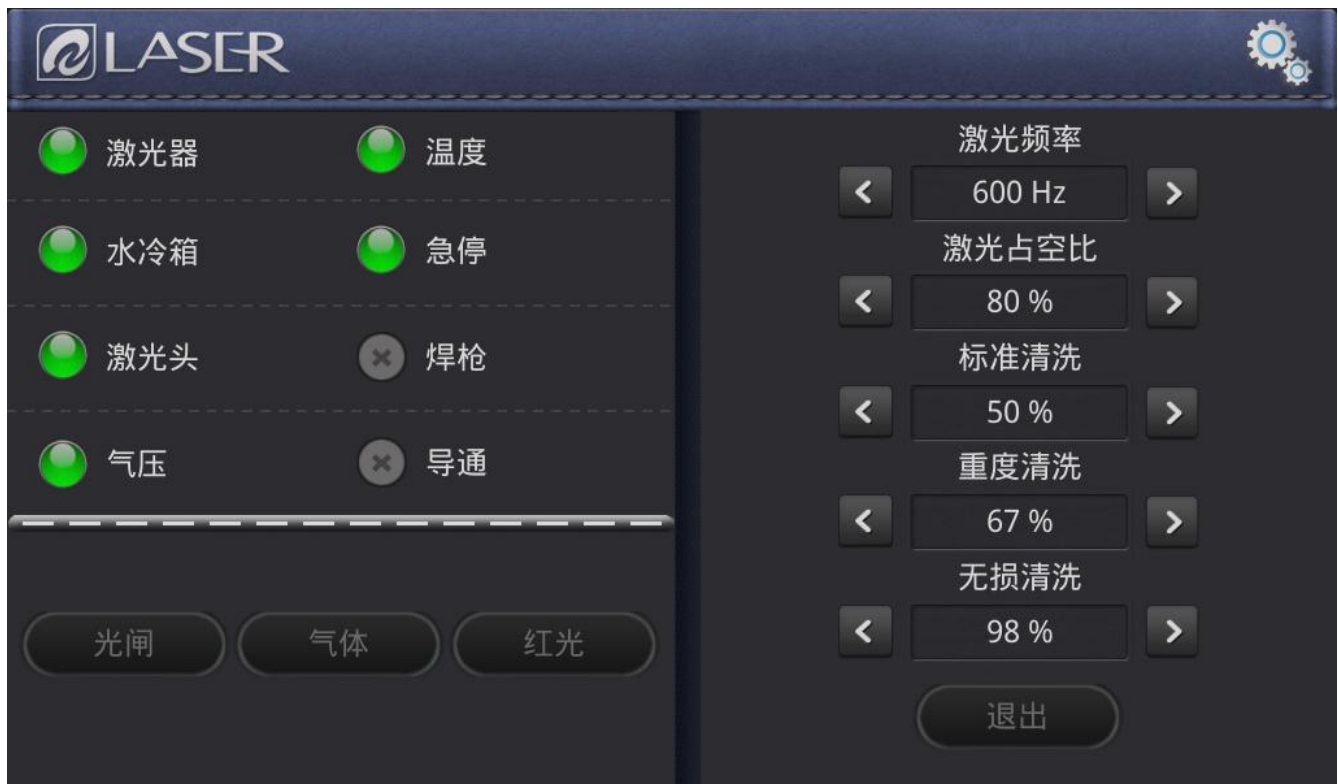 LASER
激光器 温度
水冷箱 急停
激光头 焊枪
气压 导通
光闸 气体 红光
激光频率
600 Hz
激光占空比
80 %
标准清洗
50 %
重度清洗
67 %
无损清洗
98 %
退出